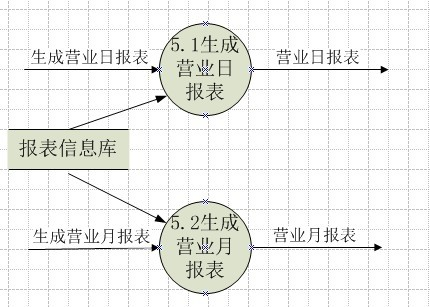 生成营业日报表
5.1生成
营业日
报表
营业日报表
报表信息库
生成营业月报表
5.2生成
营业月
报表
营业月报表